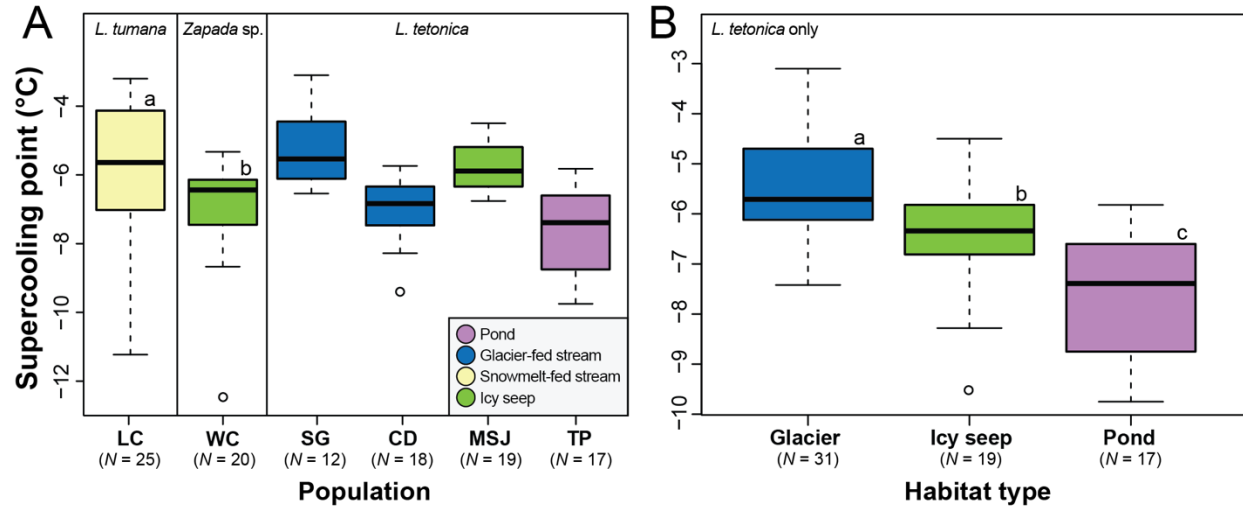 A
L. tumana
Zapada sp.
L. tetonica
Supercooling point (°C)
−4
−6
−8
−10
−12
a
b
Pond
Glacier-fed stream
Snowmelt-fed stream
Icy seep
LC
WC
SG
CD
MSJ
TP
(N = 25)
(N = 20)
(N = 12)
(N = 18)
(N = 19)
(N = 17)
Population
B
L. tetonica only
−3
−4
−5
−6
−7
−8
−9
−10
a
b
c
Glacier
Icy seep
Pond
(N = 31)
(N = 19)
(N = 17)
Habitat type